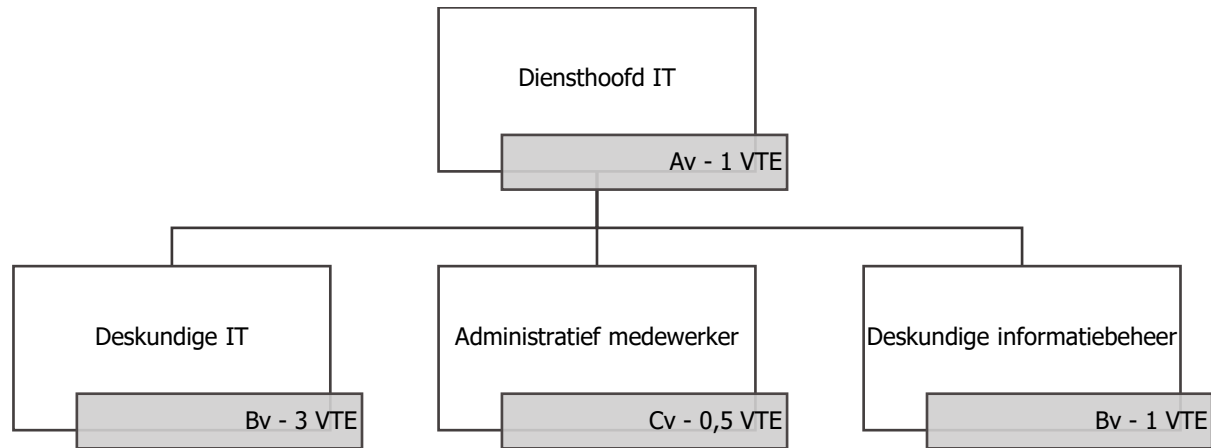 Diensthoofd IT
Av - 1 VTE
Deskundige IT
Bv - 3 VTE
Administratief medewerker
Cv - 0,5 VTE
Deskundige informatiebeheer
Bv - 1 VTE